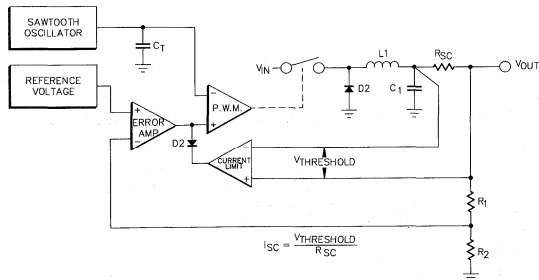 SAWTOOTH
OSCILLATOR
CT
REFERENCE
VOLTAGE
+
ERROR
AMP
−
D2
−
P.W.M.
+
VIN
D2
L1
C1
RSC
VOUT
CURRENT
LIMIT
−
+
VTHRESHOLD
R1
R2
ISC = VTHRESHOLD
RSC